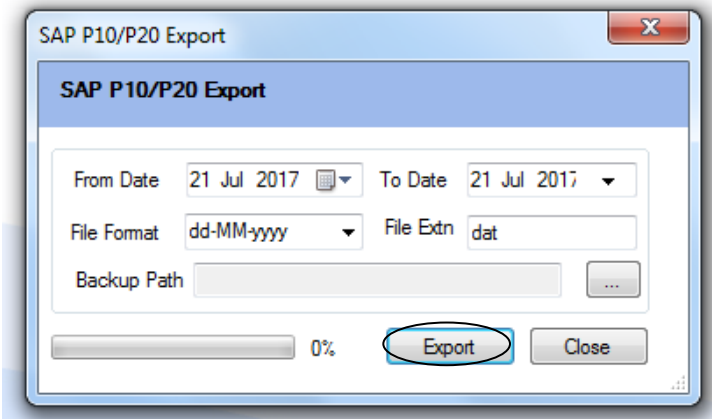 SAP P10/P20 Export
SAP P10/P20 Export
From Date 21 Jul 2017 To Date 21 Jul 2017
File Format dd-MM-yyyy File Extn dat
Backup Path ...
0% Export Close